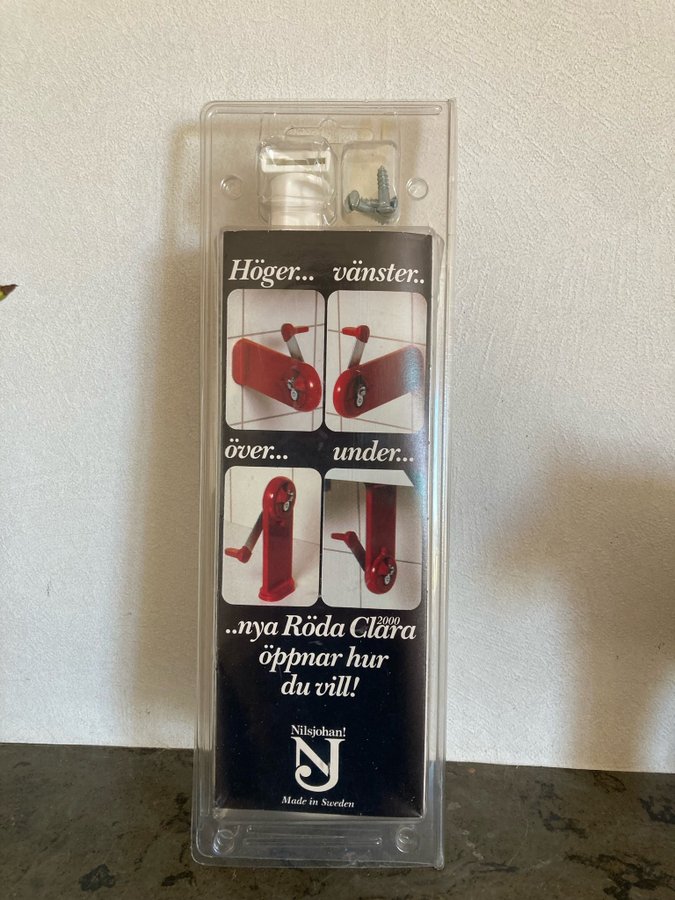 Höger... vänster..
över... under...
..nya Röda Clara 2000
öppnar hur
du vill!
Nilsjohan!
NJ
Made in Sweden